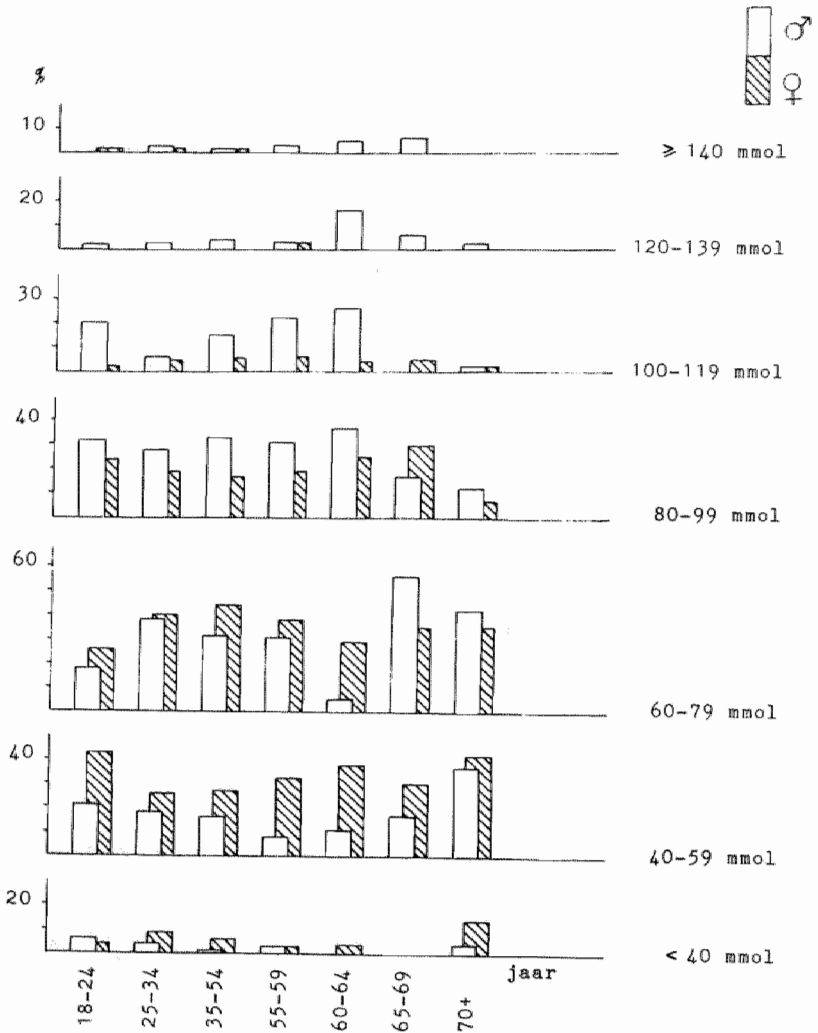 ♂
♀
%
10
≥ 140 mmol
20
120-139 mmol
30
100-119 mmol
40
80-99 mmol
60
60-79 mmol
40
40-59 mmol
20
< 40 mmol
jaar
18-24
25-34
35-54
55-59
60-64
65-69
70+